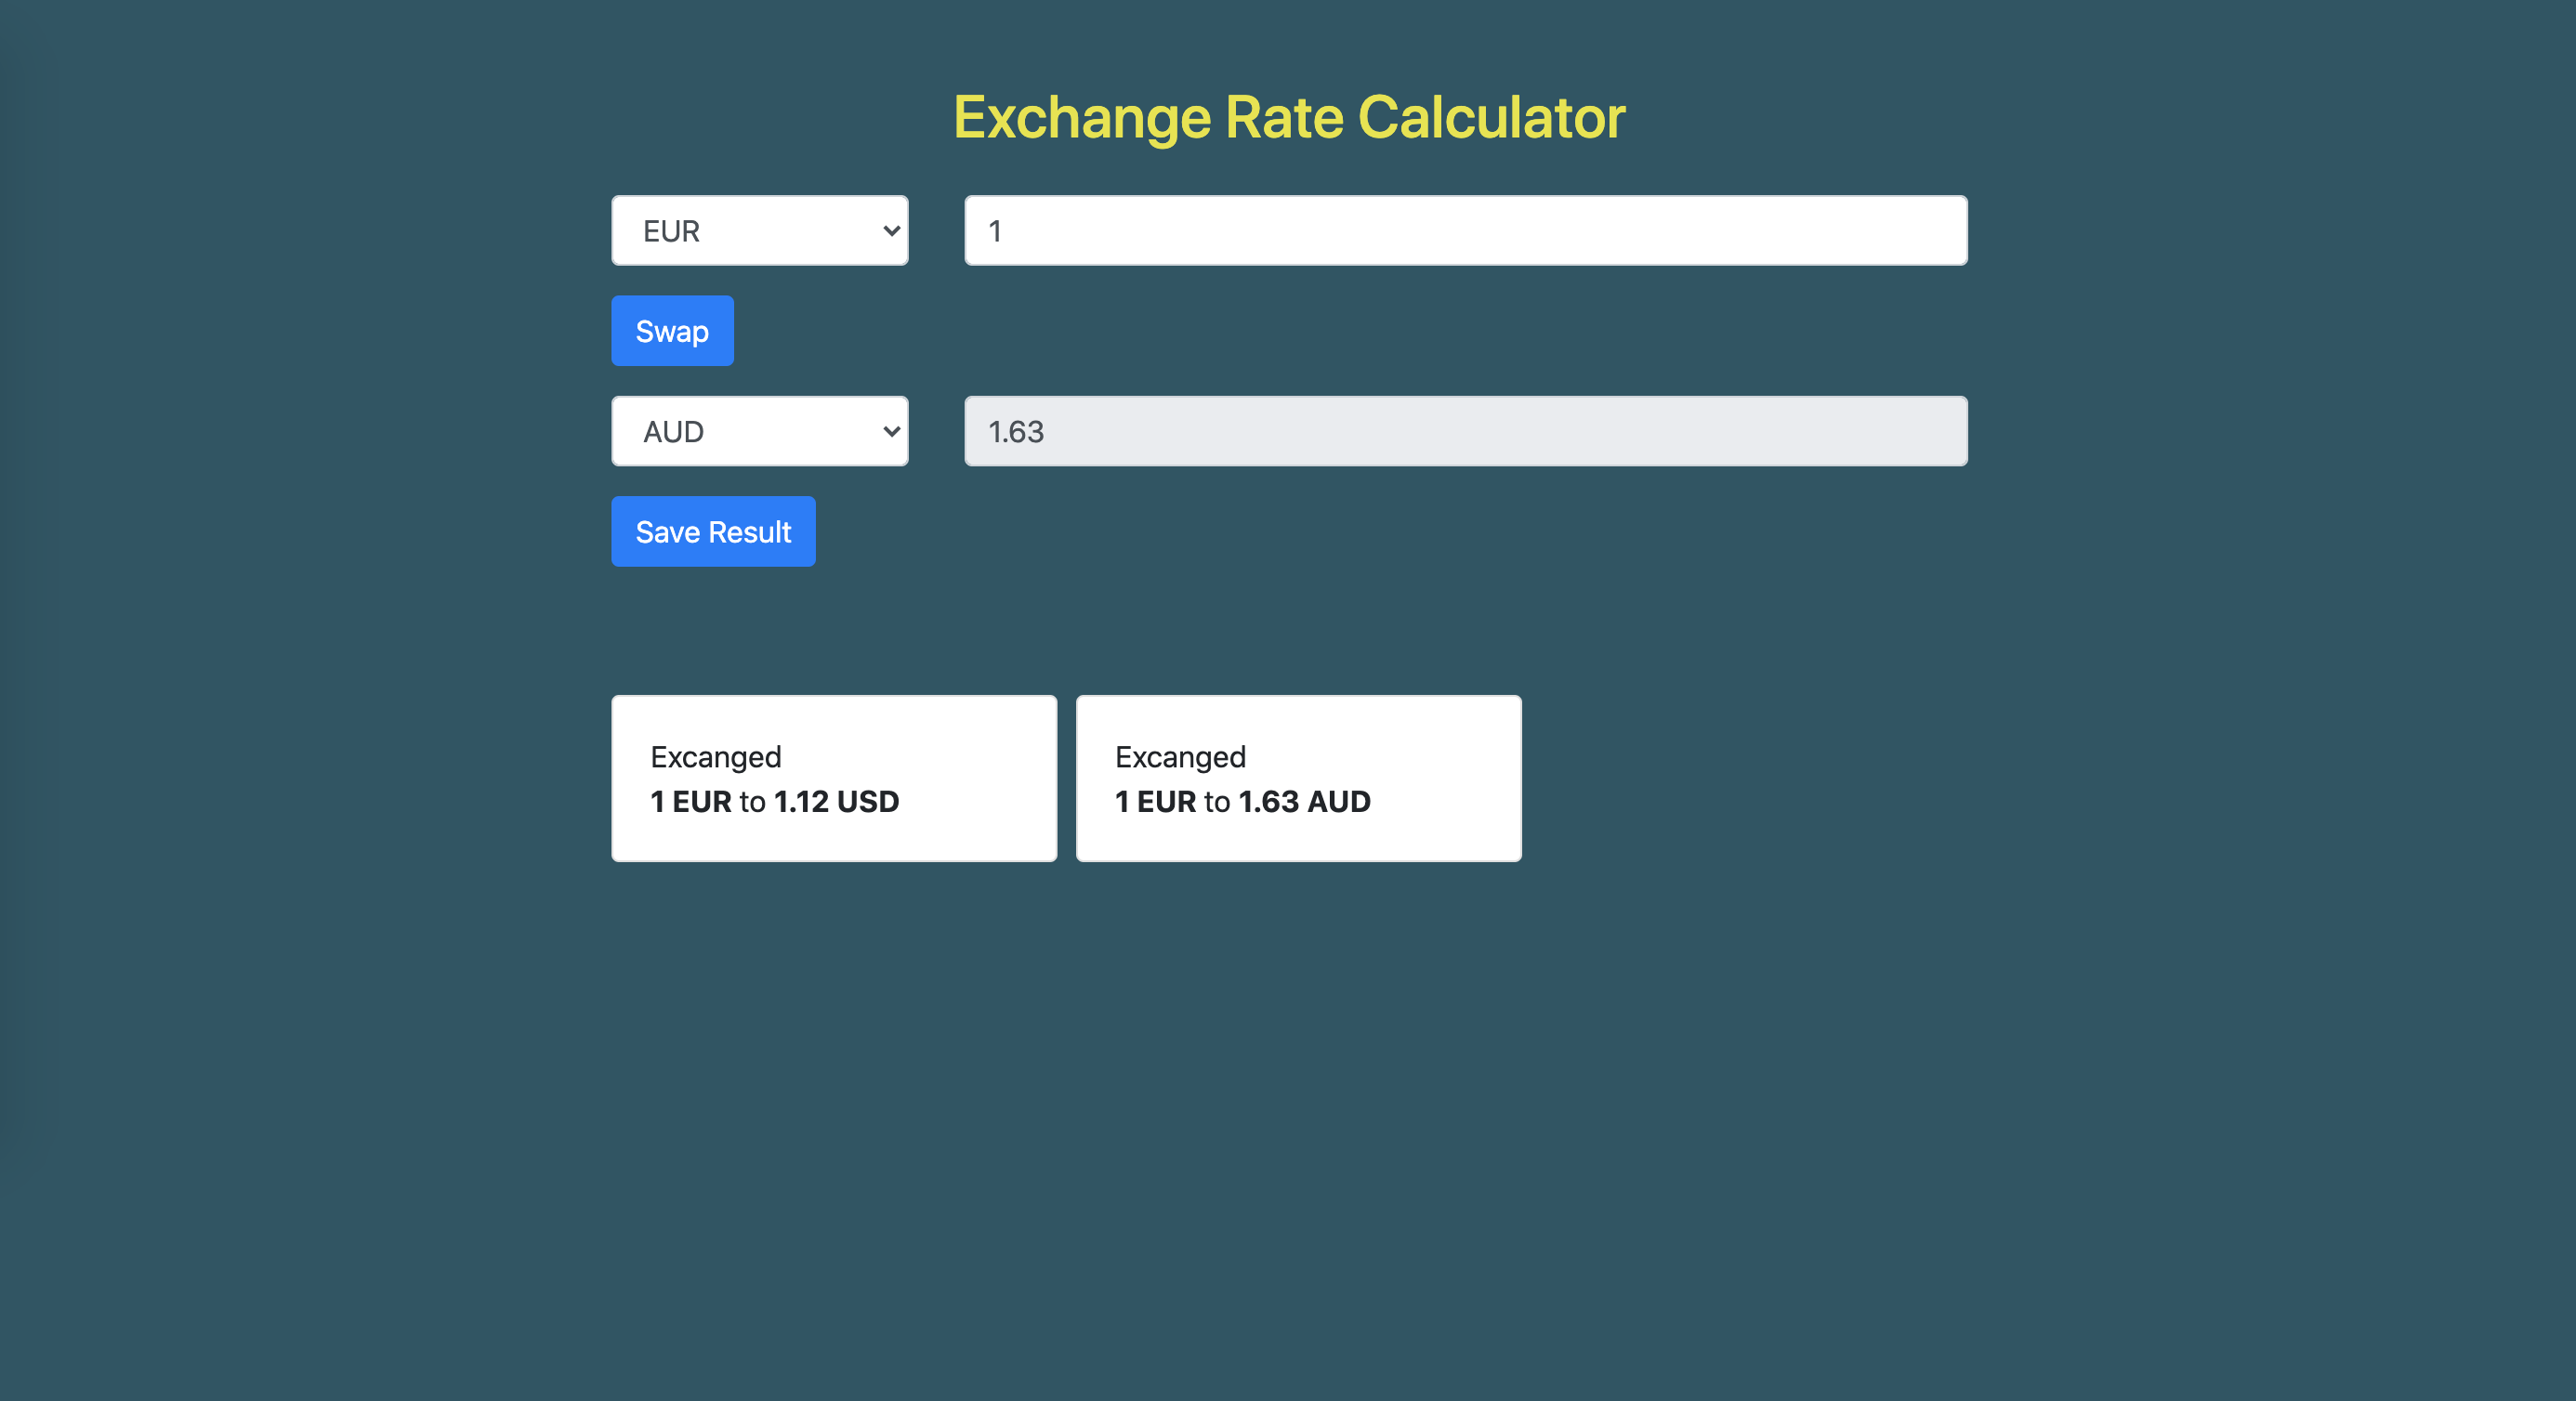 Exchange Rate Calculator
EUR 1
Swap
AUD 1.63
Save Result
Excanged
1 EUR to 1.12 USD
Excanged
1 EUR to 1.63 AUD